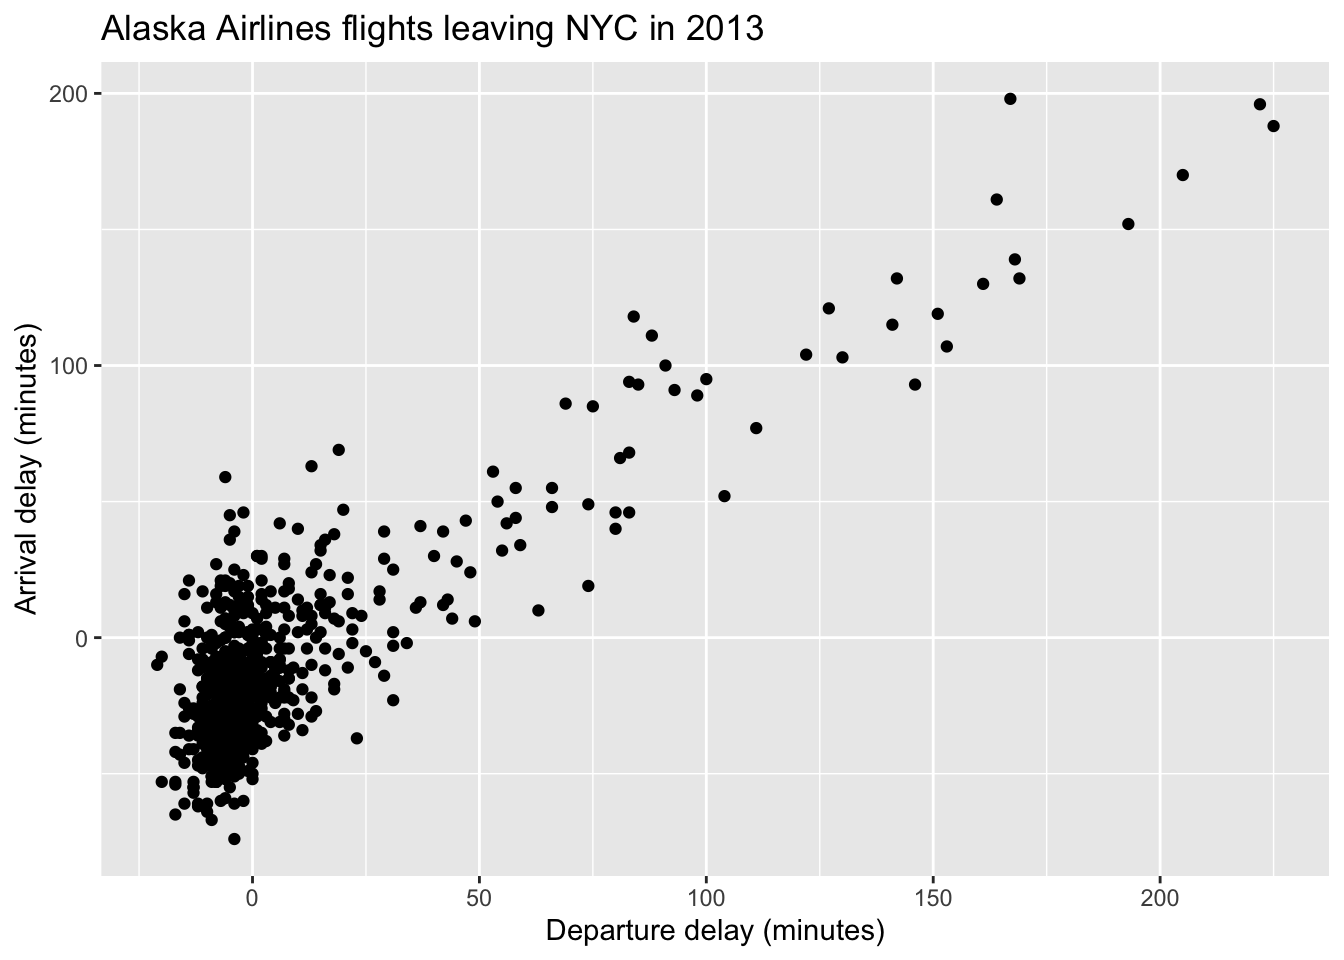 Alaska Airlines flights leaving NYC in 2013
Arrival delay (minutes)
200
100
0
0 50 100 150 200
Departure delay (minutes)